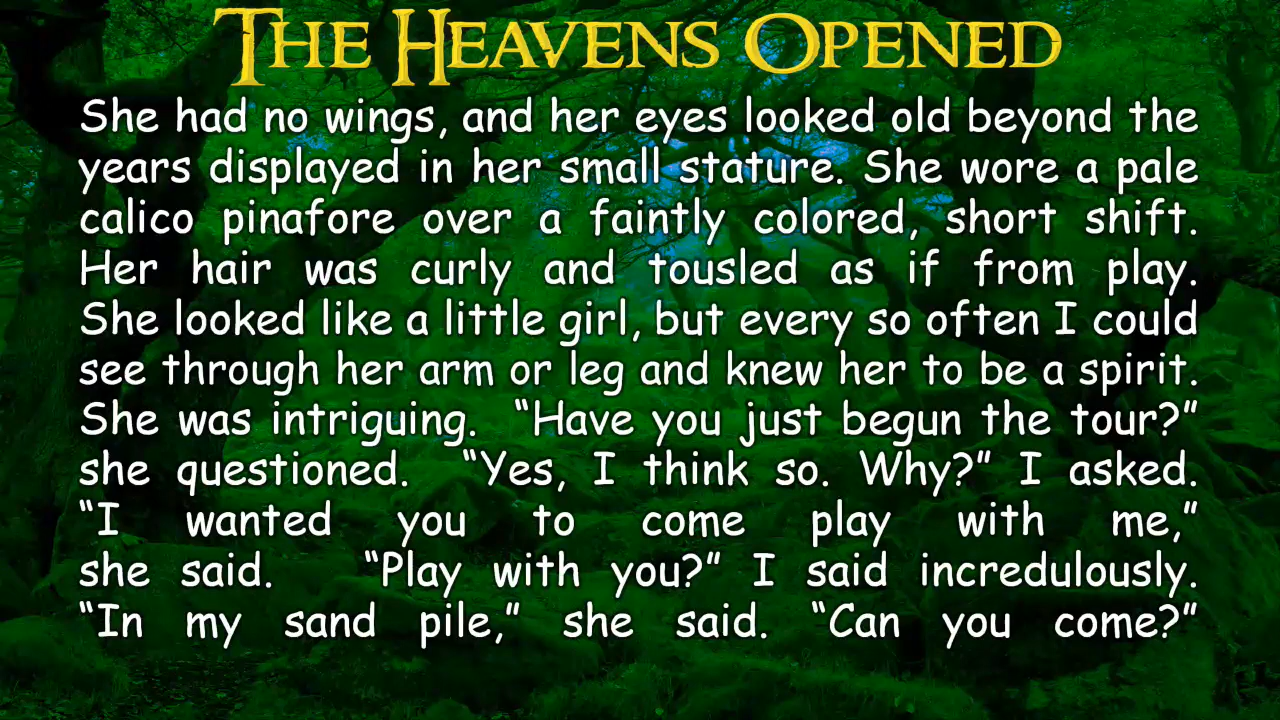 THE HEAVENS OPENED
She had no wings, and her eyes looked old beyond the
years displayed in her small stature. She wore a pale
calico pinafore over a faintly colored, short shift.
Her hair was curly and tousled as if from play.
She looked like a little girl, but every so often I could
see through her arm or leg and knew her to be a spirit.
She was intriguing. “Have you just begun the tour?”
she questioned. “Yes, I think so. Why?” I asked.
“I wanted you to come play with me,”
she said. “Play with you?” I said incredulously.
“In my sand pile,” she said. “Can you come?”